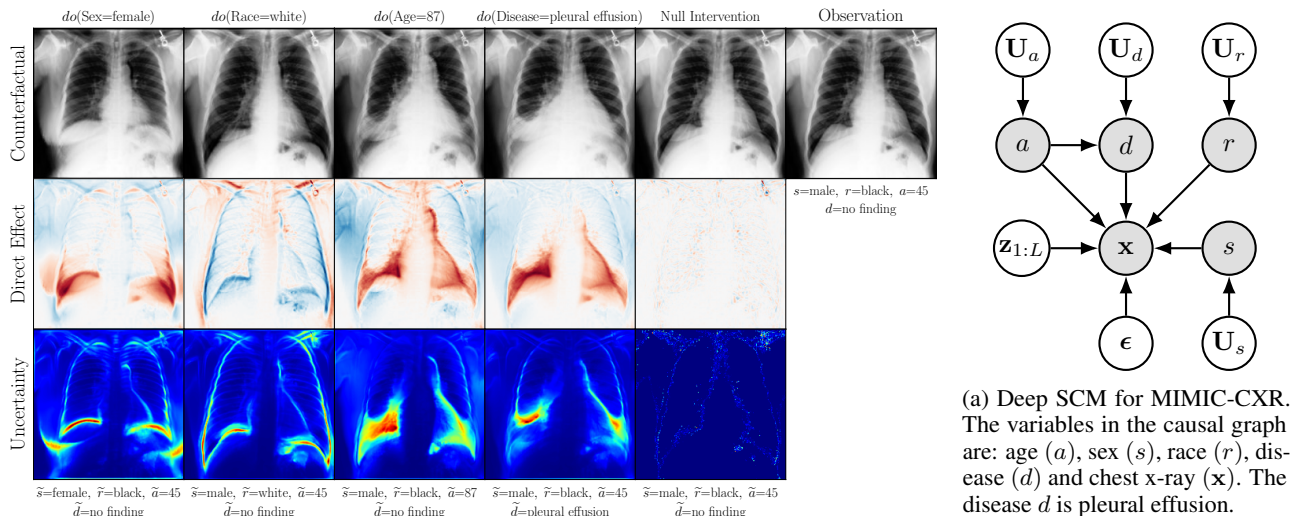 do(Sex=female) do(Race=white) do(Age=87) do(Disease=pleural effusion) Null Intervention Observation
Counterfactual
s=male, r=black, a=45
d=no finding
Direct Effect
Uncertainty
s̃=female, r̃=black, ã=45 s̃=male, r̃=white, ã=45 s̃=male, r̃=black, ã=87 s̃=male, r̃=black, ã=45 s̃=male, r̃=black, ã=45
d̃=no finding d̃=no finding d̃=no finding d̃=pleural effusion d̃=no finding
U_a U_d U_r
a d r
z_{1:L} x s
ϵ U_s
(a) Deep SCM for MIMIC-CXR.
The variables in the causal graph
are: age (a), sex (s), race (r), dis-
ease (d) and chest x-ray (x). The
disease d is pleural effusion.